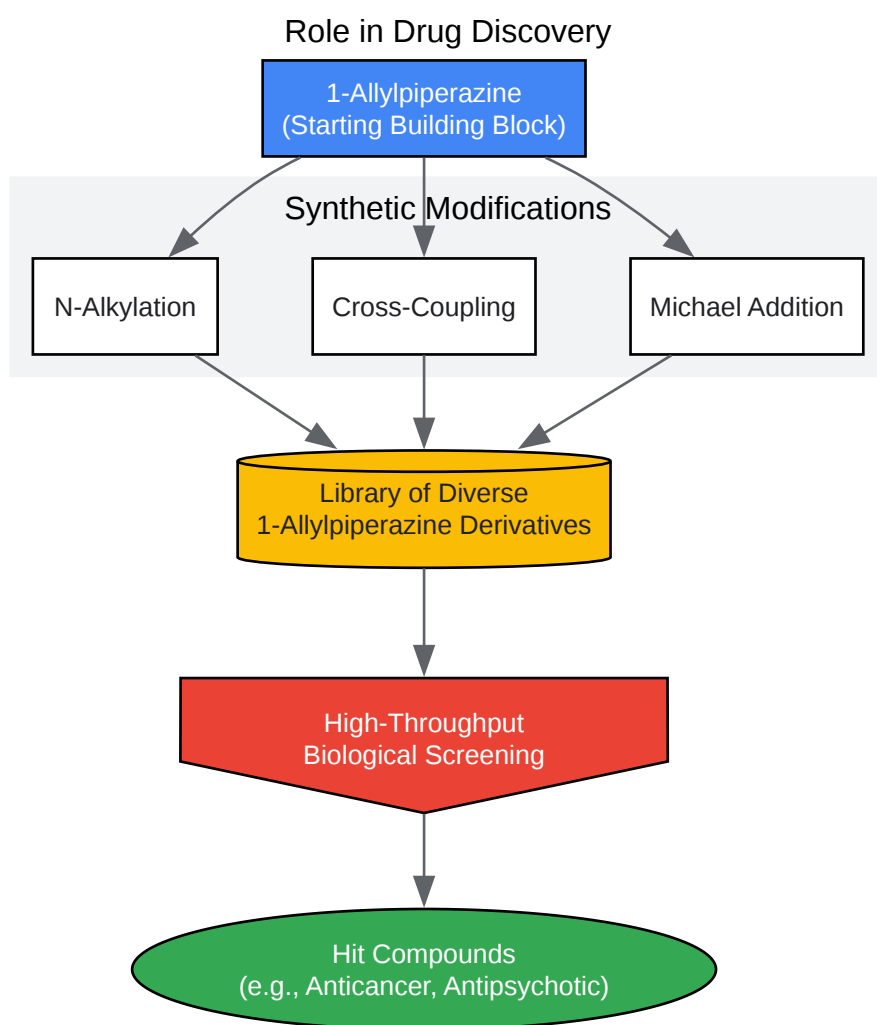 Role in Drug Discovery
1-Allylpiperazine
(Starting Building Block)
Synthetic Modifications
N-Alkylation
Cross-Coupling
Michael Addition
Library of Diverse
1-Allylpiperazine Derivatives
High-Throughput
Biological Screening
Hit Compounds
(e.g., Anticancer, Antipsychotic)